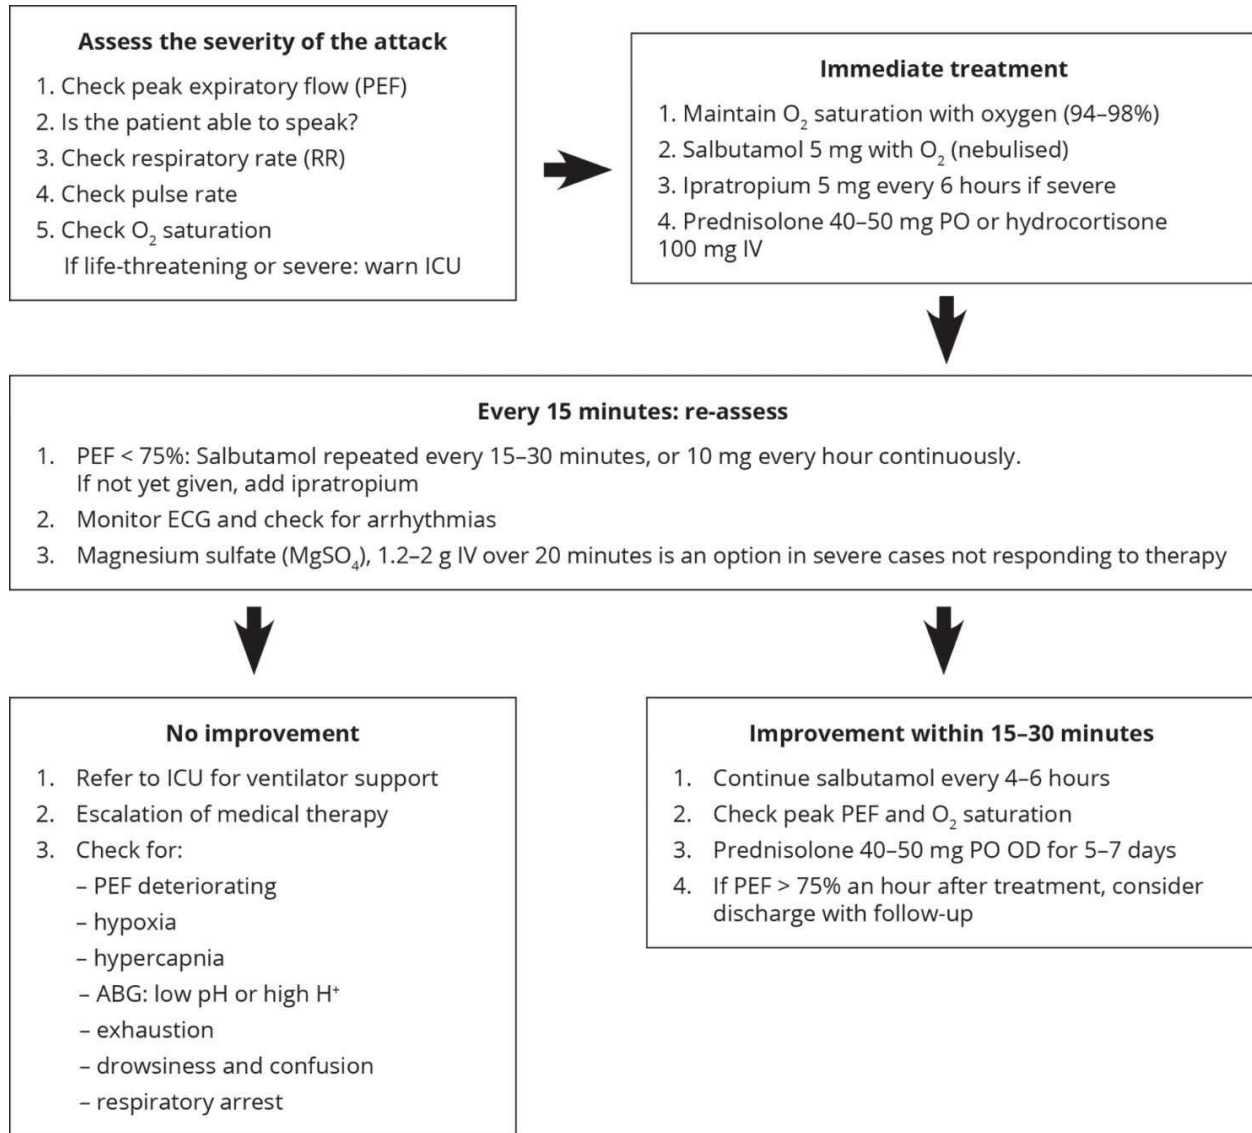 Assess the severity of the attack
1. Check peak expiratory flow (PEF)
2. Is the patient able to speak?
3. Check respiratory rate (RR)
4. Check pulse rate
5. Check O₂ saturation
If life-threatening or severe: warn ICU
Immediate treatment
1. Maintain O₂ saturation with oxygen (94–98%)
2. Salbutamol 5 mg with O₂ (nebulised)
3. Ipratropium 5 mg every 6 hours if severe
4. Prednisolone 40–50 mg PO or hydrocortisone
100 mg IV
Every 15 minutes: re-assess
1. PEF < 75%: Salbutamol repeated every 15–30 minutes, or 10 mg every hour continuously.
If not yet given, add ipratropium
2. Monitor ECG and check for arrhythmias
3. Magnesium sulfate (MgSO₄), 1.2–2 g IV over 20 minutes is an option in severe cases not responding to therapy
No improvement
1. Refer to ICU for ventilator support
2. Escalation of medical therapy
3. Check for:
– PEF deteriorating
– hypoxia
– hypercapnia
– ABG: low pH or high H⁺
– exhaustion
– drowsiness and confusion
– respiratory arrest
Improvement within 15–30 minutes
1. Continue salbutamol every 4–6 hours
2. Check peak PEF and O₂ saturation
3. Prednisolone 40–50 mg PO OD for 5–7 days
4. If PEF > 75% an hour after treatment, consider
discharge with follow-up